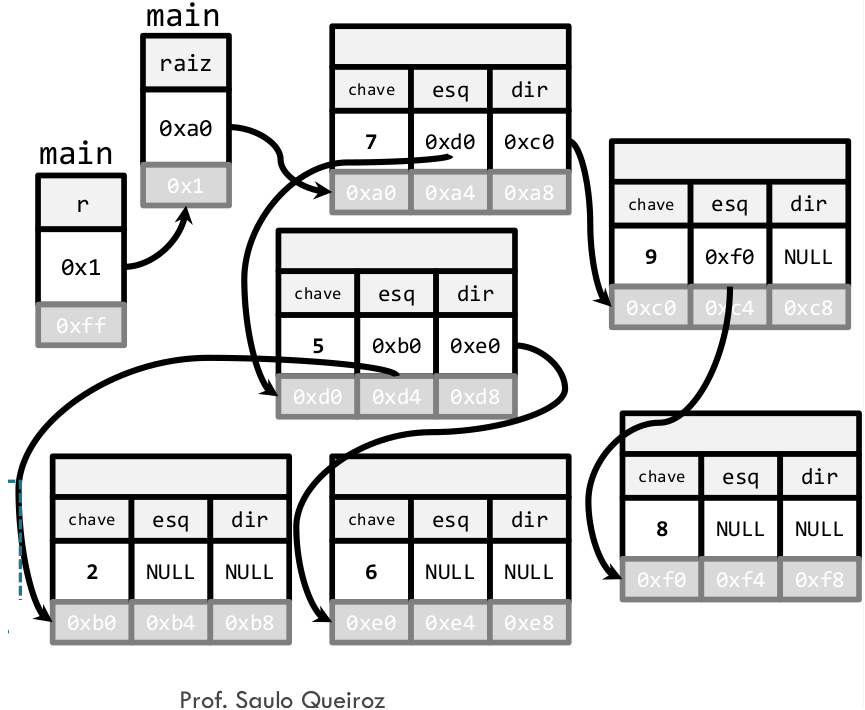 main
raiz
0xa0
0x1
main
r
0x1
0xff
chave esq dir
7 0xd0 0xc0
0xa0 0xa4 0xa8
chave esq dir
9 0xf0 NULL
0xc0 0xc4 0xc8
chave esq dir
5 0xb0 0xe0
0xd0 0xd4 0xd8
chave esq dir
2 NULL NULL
0xb0 0xb4 0xb8
chave esq dir
6 NULL NULL
0xe0 0xe4 0xe8
chave esq dir
8 NULL NULL
0xf0 0xf4 0xf8
Prof. Saulo Queiroz